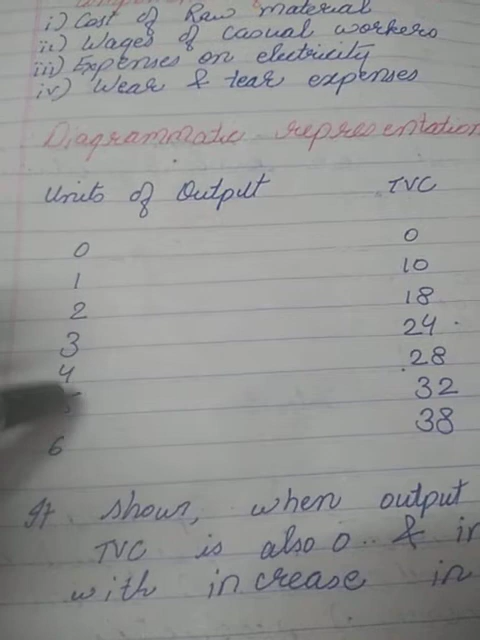 i) Cost of Raw material
ii) Wages of casual workers
iii) Expenses on electricity
iv) Wear & tear expenses
Diagrammatic representation
Units of Output TVC
0 0
1 10
2 18
3 24
4 28
5 32
6 38
It shows, when output
TVC is also 0.. & in
with increase in